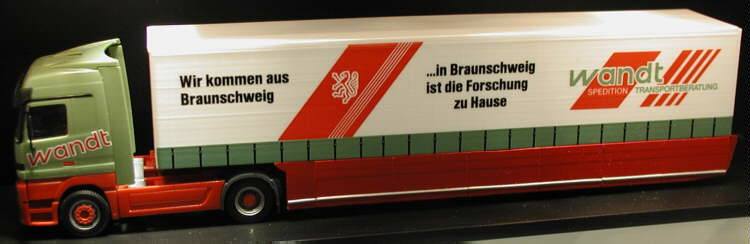 Wir kommen aus
Braunschweig
...in Braunschweig
ist die Forschung
zu Hause
wandt
SPEDITION TRANSPORTBERATUNG
wandt